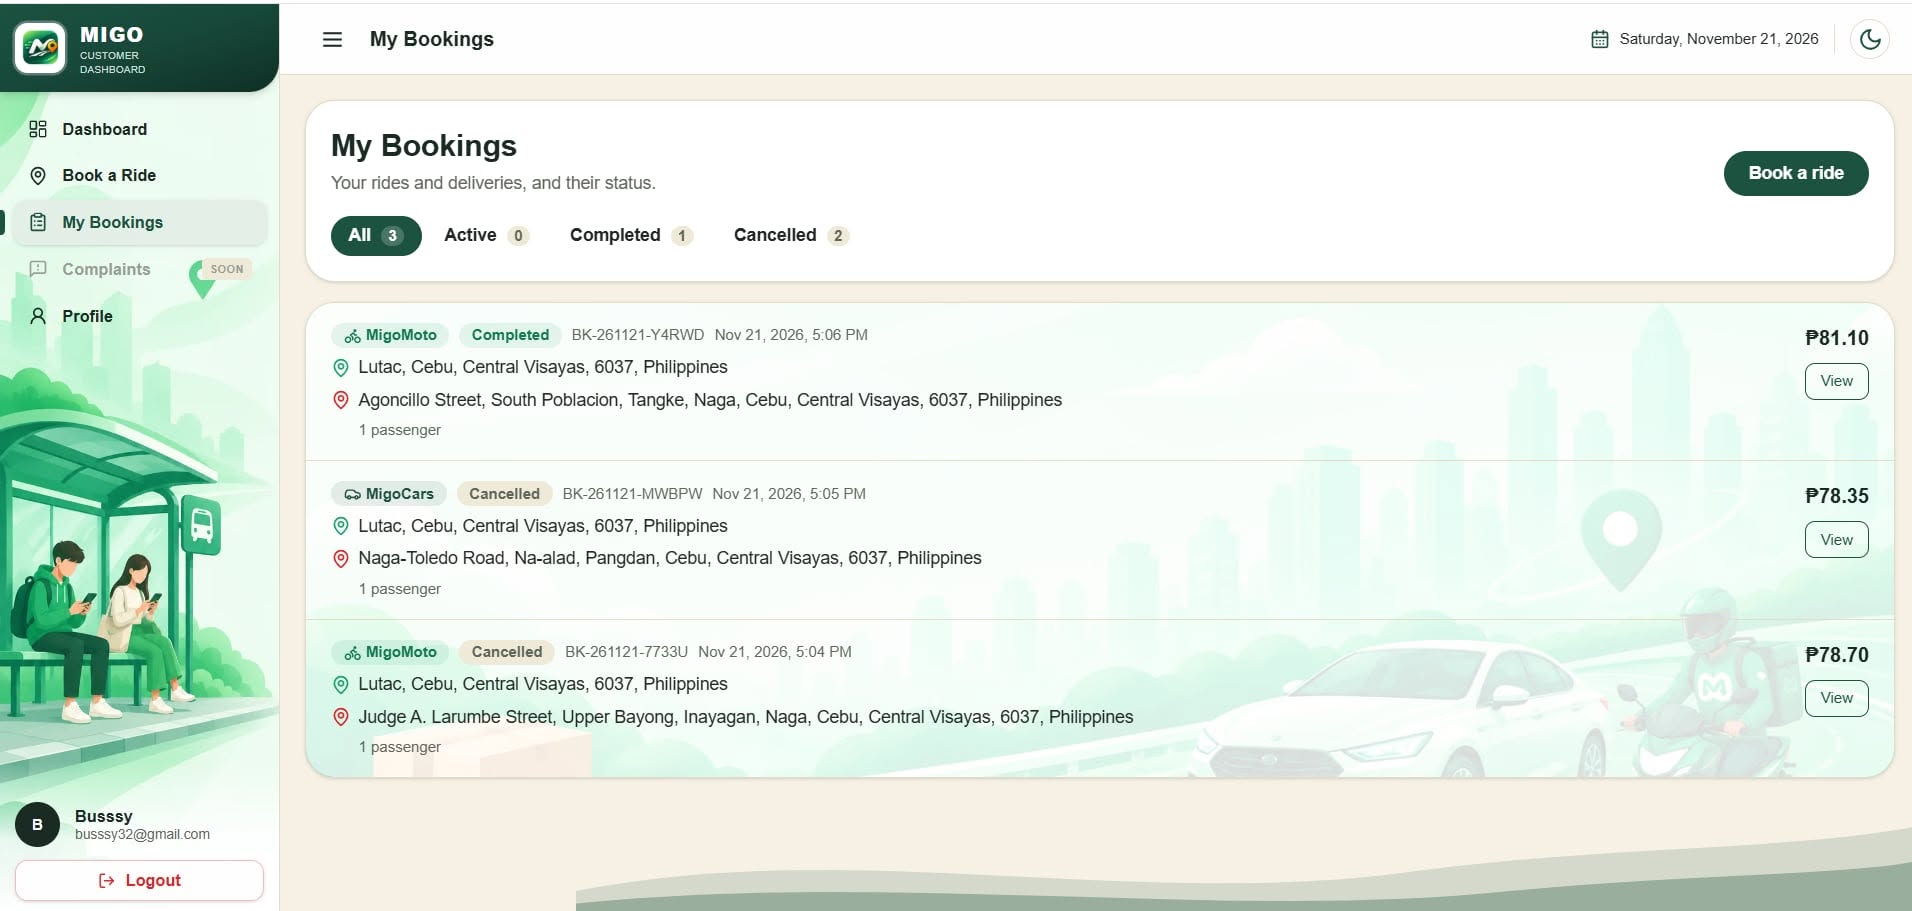 MIGO
CUSTOMER
DASHBOARD
Dashboard
Book a Ride
My Bookings
Complaints SOON
Profile
Busssy
busssy32@gmail.com
Logout
My Bookings
Saturday, November 21, 2026
My Bookings
Your rides and deliveries, and their status.
Book a ride
All 3 Active 0 Completed 1 Cancelled 2
MigoMoto Completed BK-261121-Y4RWD Nov 21, 2026, 5:06 PM
₱81.10
Lutac, Cebu, Central Visayas, 6037, Philippines
View
Agoncillo Street, South Poblacion, Tangke, Naga, Cebu, Central Visayas, 6037, Philippines
1 passenger
MigoCars Cancelled BK-261121-MWBPW Nov 21, 2026, 5:05 PM
₱78.35
Lutac, Cebu, Central Visayas, 6037, Philippines
View
Naga-Toledo Road, Na-alad, Pangdan, Cebu, Central Visayas, 6037, Philippines
1 passenger
MigoMoto Cancelled BK-261121-7733U Nov 21, 2026, 5:04 PM
₱78.70
Lutac, Cebu, Central Visayas, 6037, Philippines
View
Judge A. Larumbe Street, Upper Bayong, Inayagan, Naga, Cebu, Central Visayas, 6037, Philippines
1 passenger